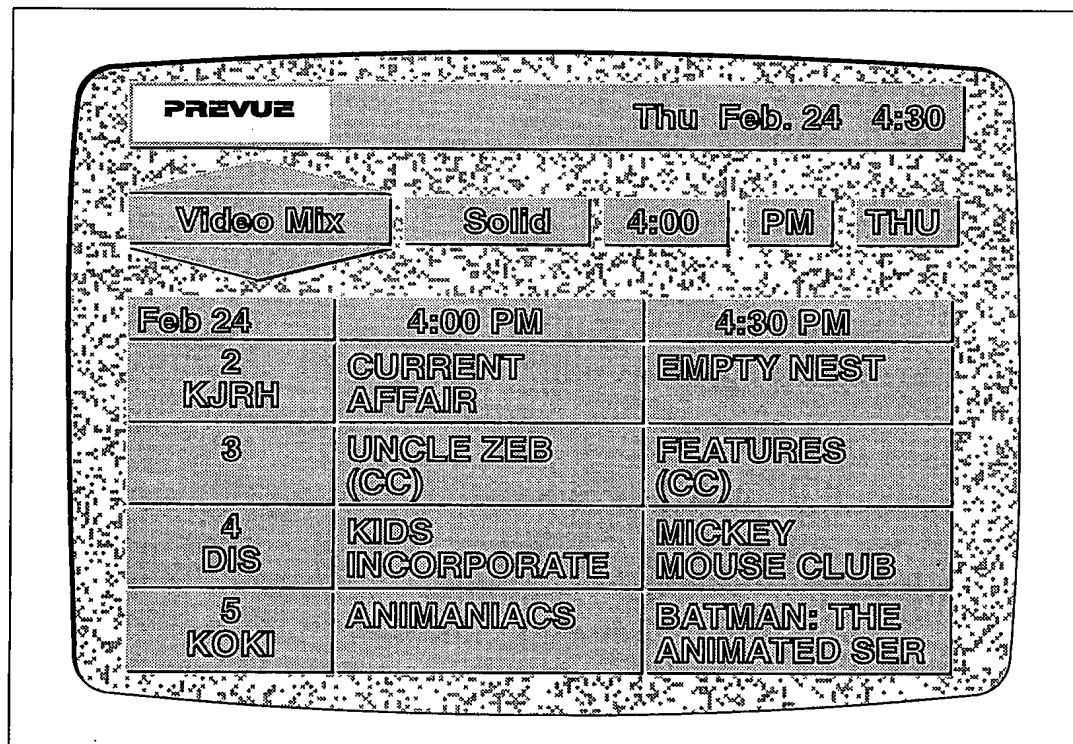 PREVUE Thu Feb. 24 4:30
Video Mix Solid 4:00 PM THU
Feb 24 4:00 PM 4:30 PM
2 CURRENT EMPTY NEST
KJRH AFFAIR
3 UNCLE ZEB FEATURES
(CC) (CC)
4 KIDS MICKEY
DIS INCORPORATE MOUSE CLUB
5 ANIMANIACS BATMAN: THE
KOKI ANIMATED SER